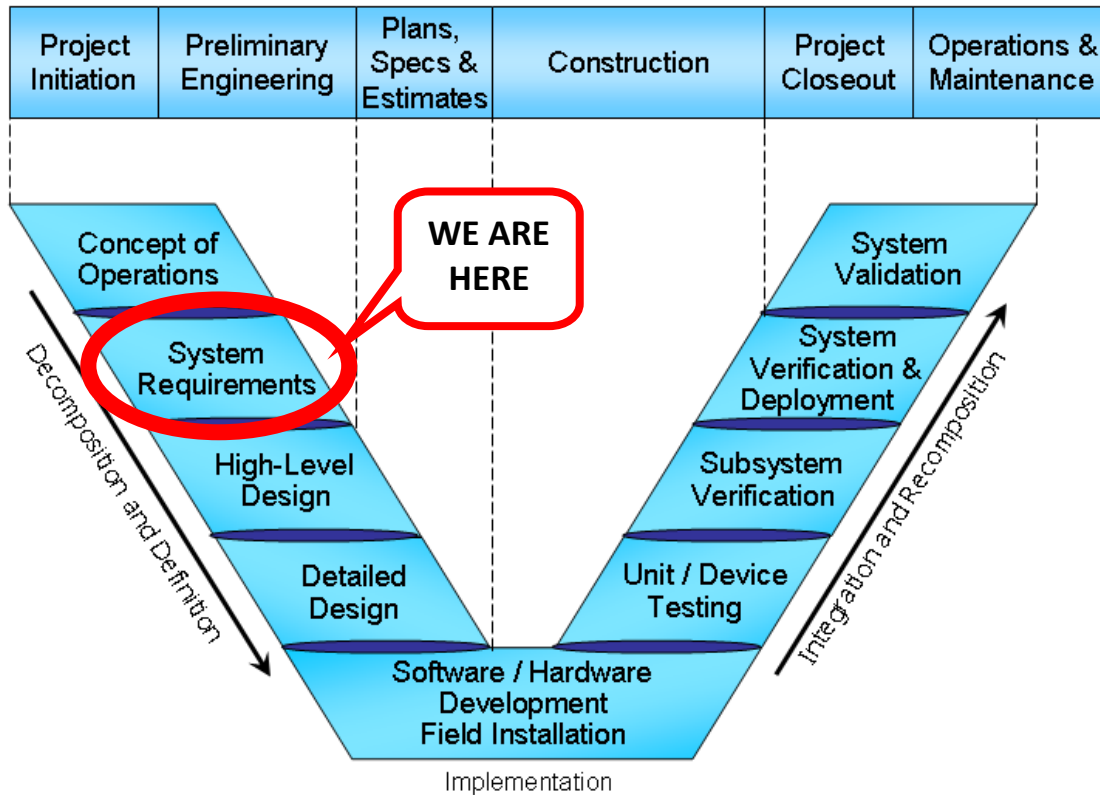 Project
Initiation
Preliminary
Engineering
Plans,
Specs &
Estimates
Construction
Project
Closeout
Operations &
Maintenance
Concept of
Operations
WE ARE
HERE
System
Requirements
High-Level
Design
Detailed
Design
Decomposition and Definition
Software / Hardware
Development
Field Installation
Implementation
System
Validation
System
Verification &
Deployment
Subsystem
Verification
Unit / Device
Testing
Integration and Recomposition